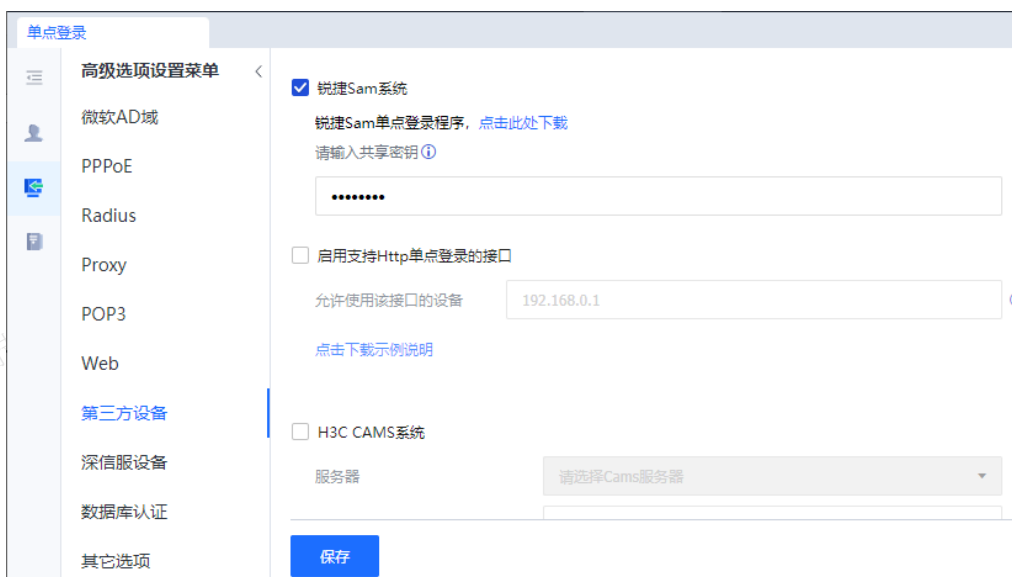 单点登录
高级选项设置菜单
微软AD域
PPPoE
Radius
Proxy
POP3
Web
第三方设备
深信服设备
数据库认证
其它选项
锐捷Sam系统
锐捷Sam单点登录程序，点击此处下载
请输入共享密钥
••••••••
启用支持Http单点登录的接口
允许使用该接口的设备 192.168.0.1
点击下载示例说明
H3C CAMS系统
服务器 请选择Cams服务器
保存